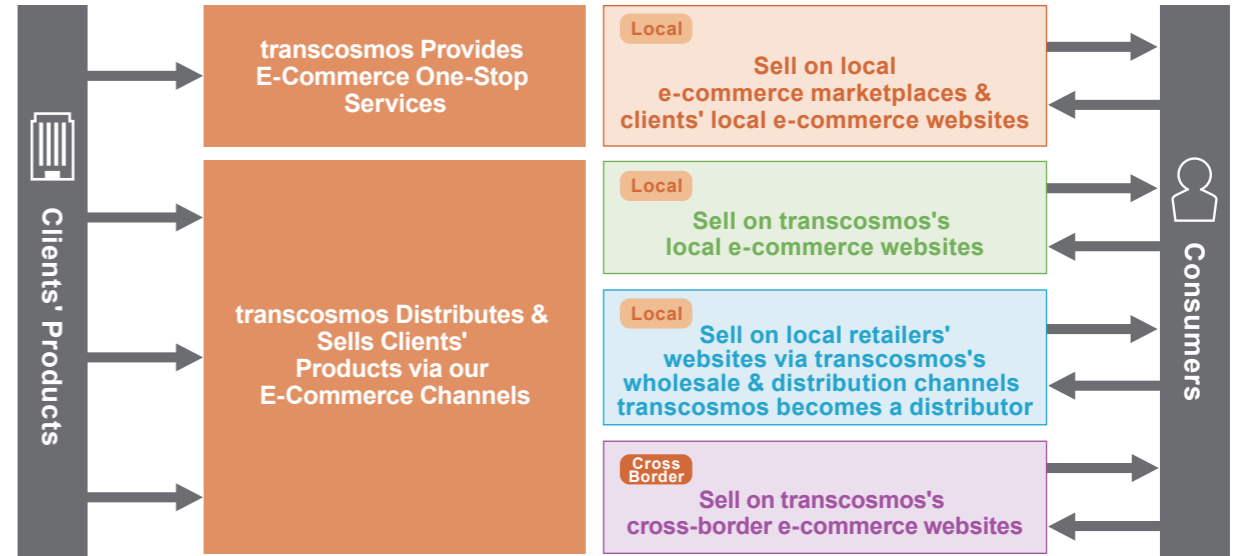 Clients' Products
transcosmos Provides
E-Commerce One-Stop
Services
transcosmos Distributes &
Sells Clients'
Products via our
E-Commerce Channels
Local
Sell on local
e-commerce marketplaces &
clients' local e-commerce websites
Local
Sell on transcosmos's
local e-commerce websites
Local
Sell on local retailers'
websites via transcosmos's
wholesale & distribution channels
transcosmos becomes a distributor
Cross
Border
Sell on transcosmos's
cross-border e-commerce websites
Consumers